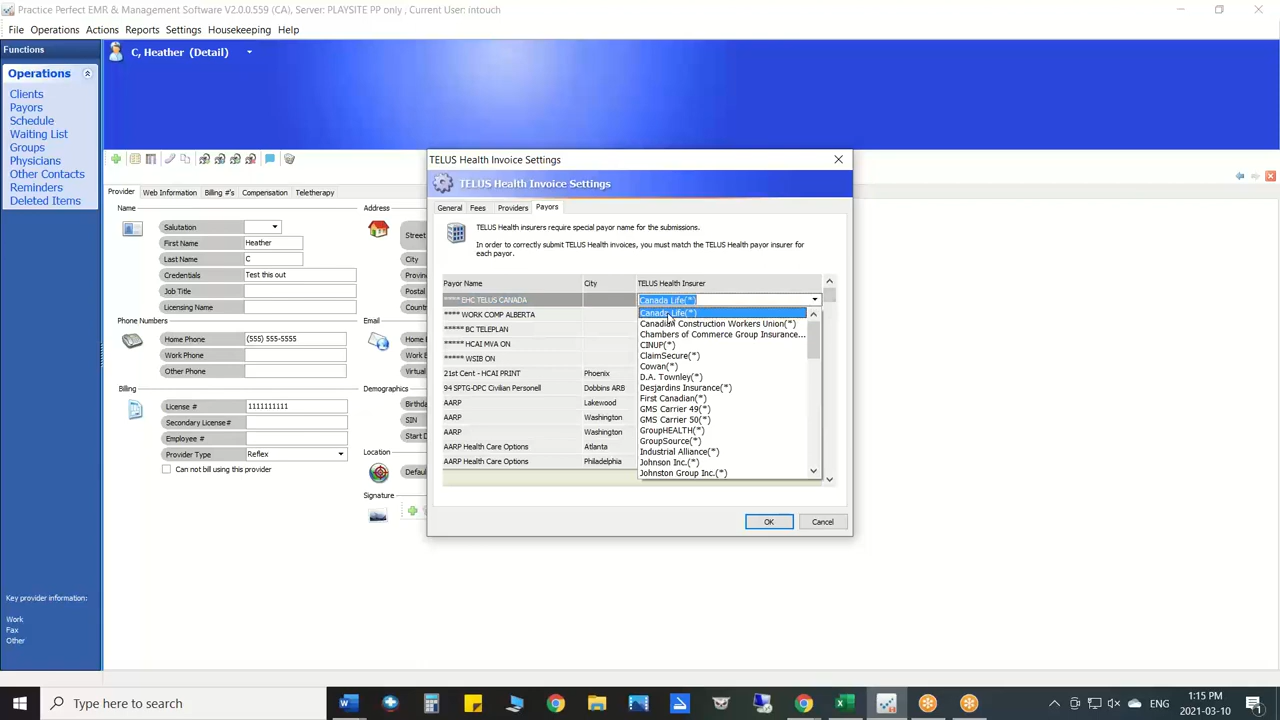 Practice Perfect EMR & Management Software V2.0.0.559 (CA), Server: PLAYSITE PP only , Current User: intouch
File Operations Actions Reports Settings Housekeeping Help
Functions
C, Heather (Detail)
Operations
Clients
Payors
Schedule
Waiting List
Groups
Physicians
Other Contacts
Reminders
Deleted Items
Key provider information:
Work
Fax
Other
Provider Web Information Billing #'s Compensation Teletherapy
Name
Salutation
First Name Heather
Last Name C
Credentials Test this out
Job Title
Licensing Name
Phone Numbers
Home Phone (555) 555-5555
Work Phone
Other Phone
Billing
License # 1111111111
Secondary License#
Employee #
Provider Type Reflex
Can not bill using this provider
Address
Street
City
Provin
Postal
Countr
Email
Home E
Work E
Virtual
Demographics
Birthda
SIN
Start D
Location
Defaul
Signature
TELUS Health Invoice Settings
TELUS Health Invoice Settings
General Fees Providers Payors
TELUS Health insurers require special payor name for the submissions.
In order to correctly submit TELUS Health invoices, you must match the TELUS Health payor insurer for
each payor.
Payor Name City TELUS Health Insurer
**** EHC TELUS CANADA Canada Life(*)
**** WORK COMP ALBERTA
*** BC TELEPLAN
*** HCAI MVA ON
*** WSIB ON
21st Cent - HCAI PRINT Phoenix
94 SPTG-DPC Civilian Personell Dobbins ARB
AARP Lakewood
AARP Washington
AARP Washington
AARP Health Care Options Atlanta
AARP Health Care Options Philadelphia
Canada Life(*)
Canadian Construction Workers Union(*)
Chambers of Commerce Group Insurance...
CINUP(*)
ClaimSecure(*)
Cowan(*)
D.A. Townley(*)
Desjardins Insurance(*)
First Canadian(*)
GMS Carrier 49(*)
GMS Carrier 50(*)
GroupHEALTH(*)
GroupSource(*)
Industrial Alliance(*)
Johnson Inc.(*)
Johnston Group Inc.(*)
OK Cancel
Type here to search
ENG
1:15 PM
2021-03-10